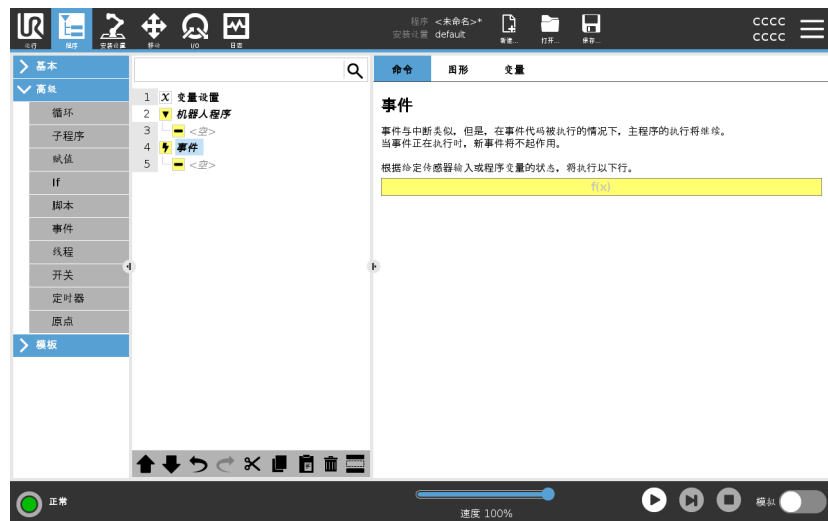 UR
运行
程序
安装设置
移动
I/O
日志
程序 <未命名>*
安装设置 default
新建...
打开...
保存...
cccc
cccc
基本
高级
循环
子程序
赋值
If
脚本
事件
线程
开关
定时器
原点
模板
1 X 变量设置
2 机器人程序
3 <空>
4 事件
5 <空>
命令
图形
变量
事件
事件与中断类似，但是，在事件代码被执行的情况下，主程序的执行将继续。
当事件正在执行时，新事件将不起作用。
根据给定传感器输入或程序变量的状态，将执行以下行。
f(x)
正常
速度 100%
模拟